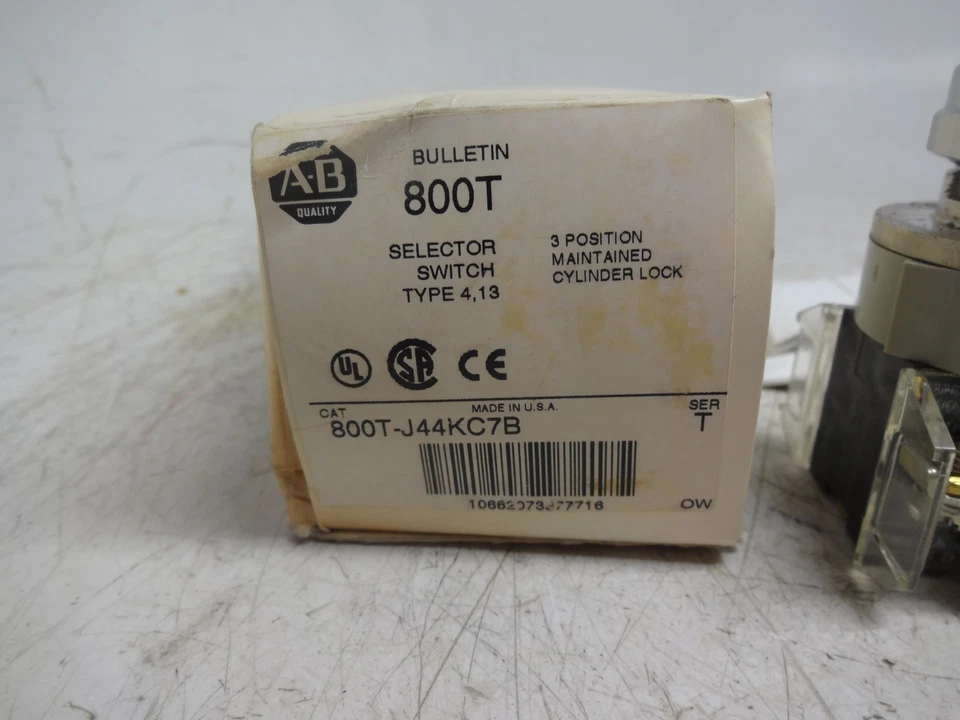 A-B
QUALITY
BULLETIN
800T
SELECTOR
SWITCH
TYPE 4,13
3 POSITION
MAINTAINED
CYLINDER LOCK
UL
SA
CE
CAT
MADE IN U.S.A.
SER
800T-J44KC7B
T
OW